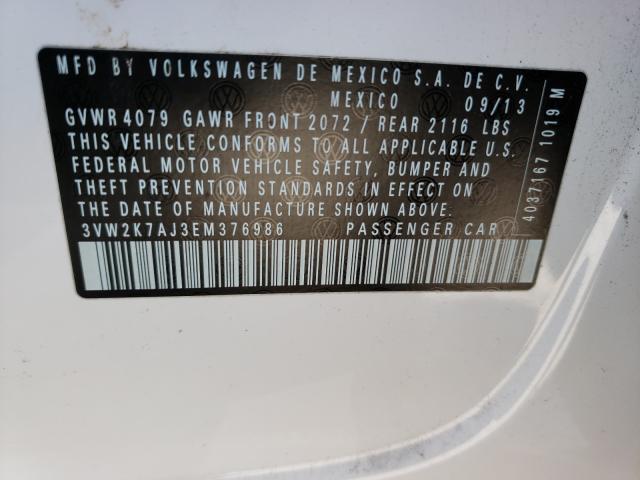 MFD BY VOLKSWAGEN DE MEXICO S.A. DE C.V.
MEXICO 09/13
GVWR 4079 GAWR FRONT 2072 / REAR 2116 LBS
THIS VEHICLE CONFORMS TO ALL APPLICABLE U.S.
FEDERAL MOTOR VEHICLE SAFETY, BUMPER AND
THEFT PREVENTION STANDARDS IN EFFECT ON
THE DATE OF MANUFACTURE SHOWN ABOVE.
3VW2K7AJ3EM376986 PASSENGER CAR
4037167 1019 M